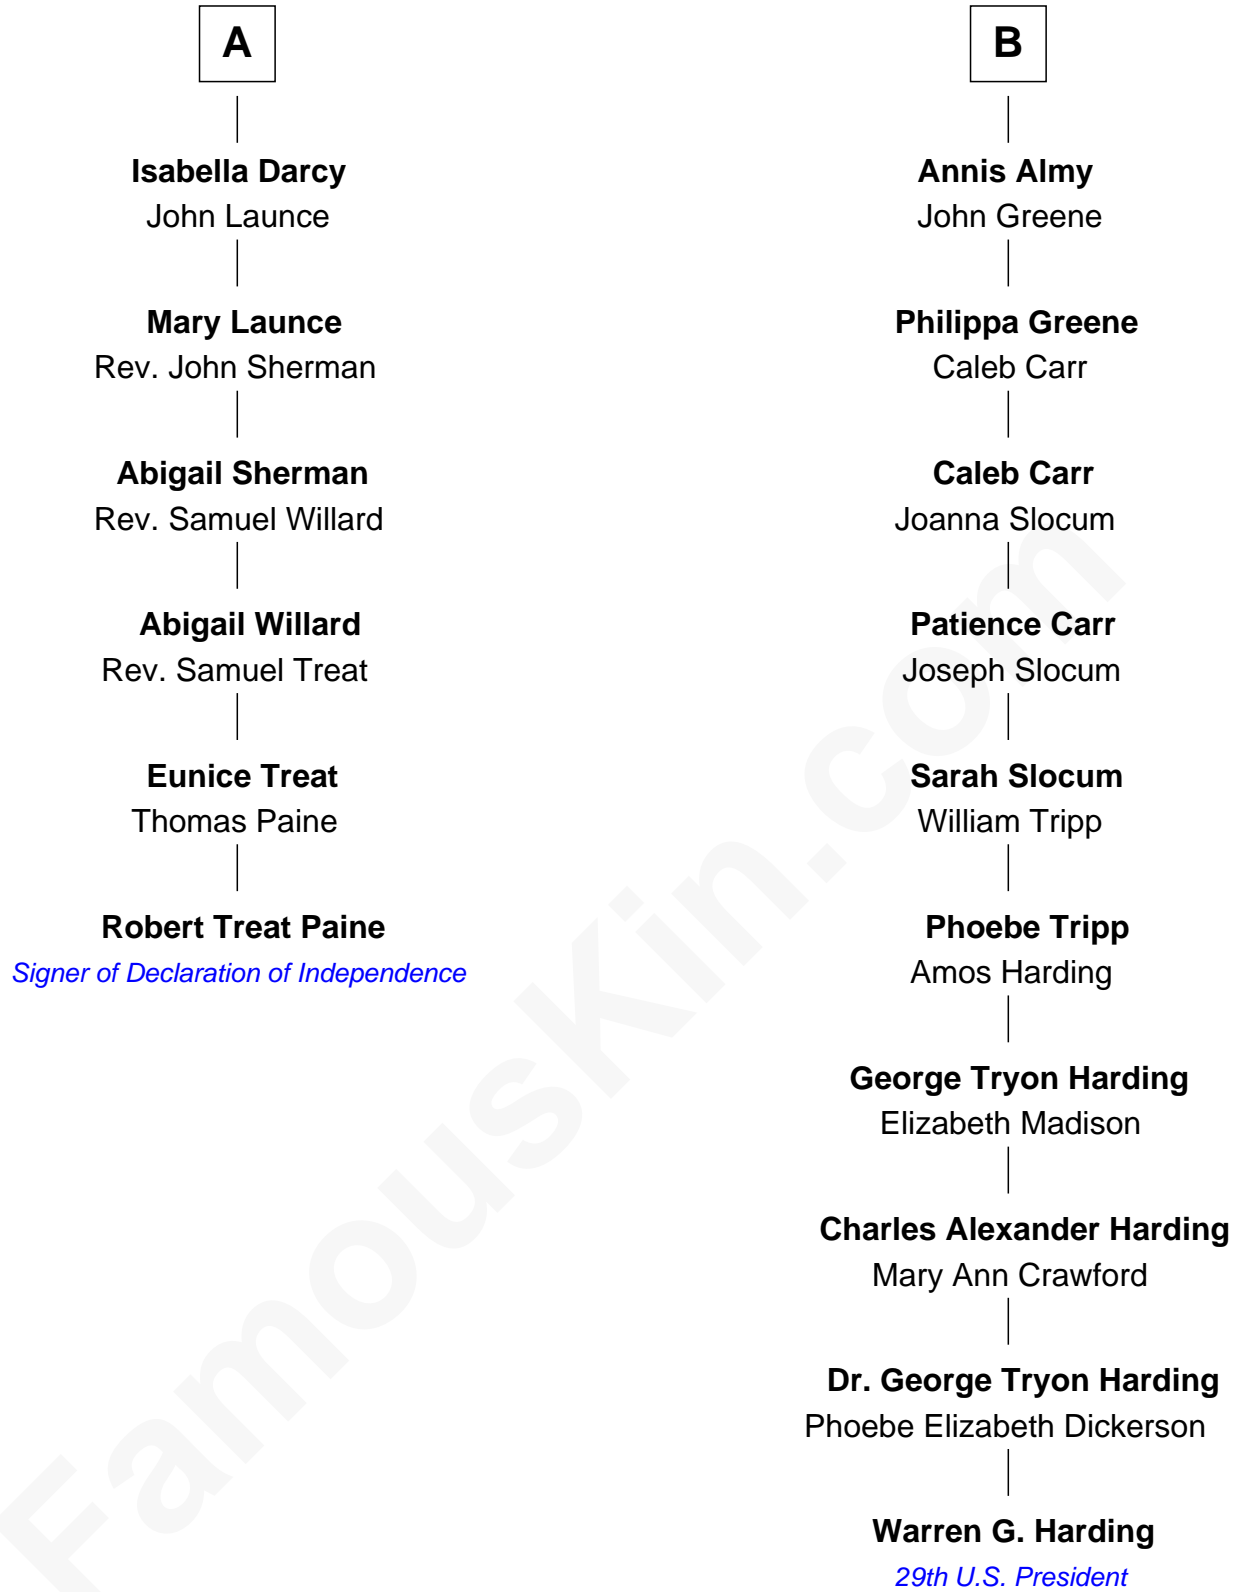 A
Isabella Darcy
John Launce
Mary Launce
Rev. John Sherman
Abigail Sherman
Rev. Samuel Willard
Abigail Willard
Rev. Samuel Treat
Eunice Treat
Thomas Paine
Robert Treat Paine
Signer of Declaration of Independence
B
Annis Almy
John Greene
Philippa Greene
Caleb Carr
Caleb Carr
Joanna Slocum
Patience Carr
Joseph Slocum
Sarah Slocum
William Tripp
Phoebe Tripp
Amos Harding
George Tryon Harding
Elizabeth Madison
Charles Alexander Harding
Mary Ann Crawford
Dr. George Tryon Harding
Phoebe Elizabeth Dickerson
Warren G. Harding
29th U.S. President
FamousKin.com